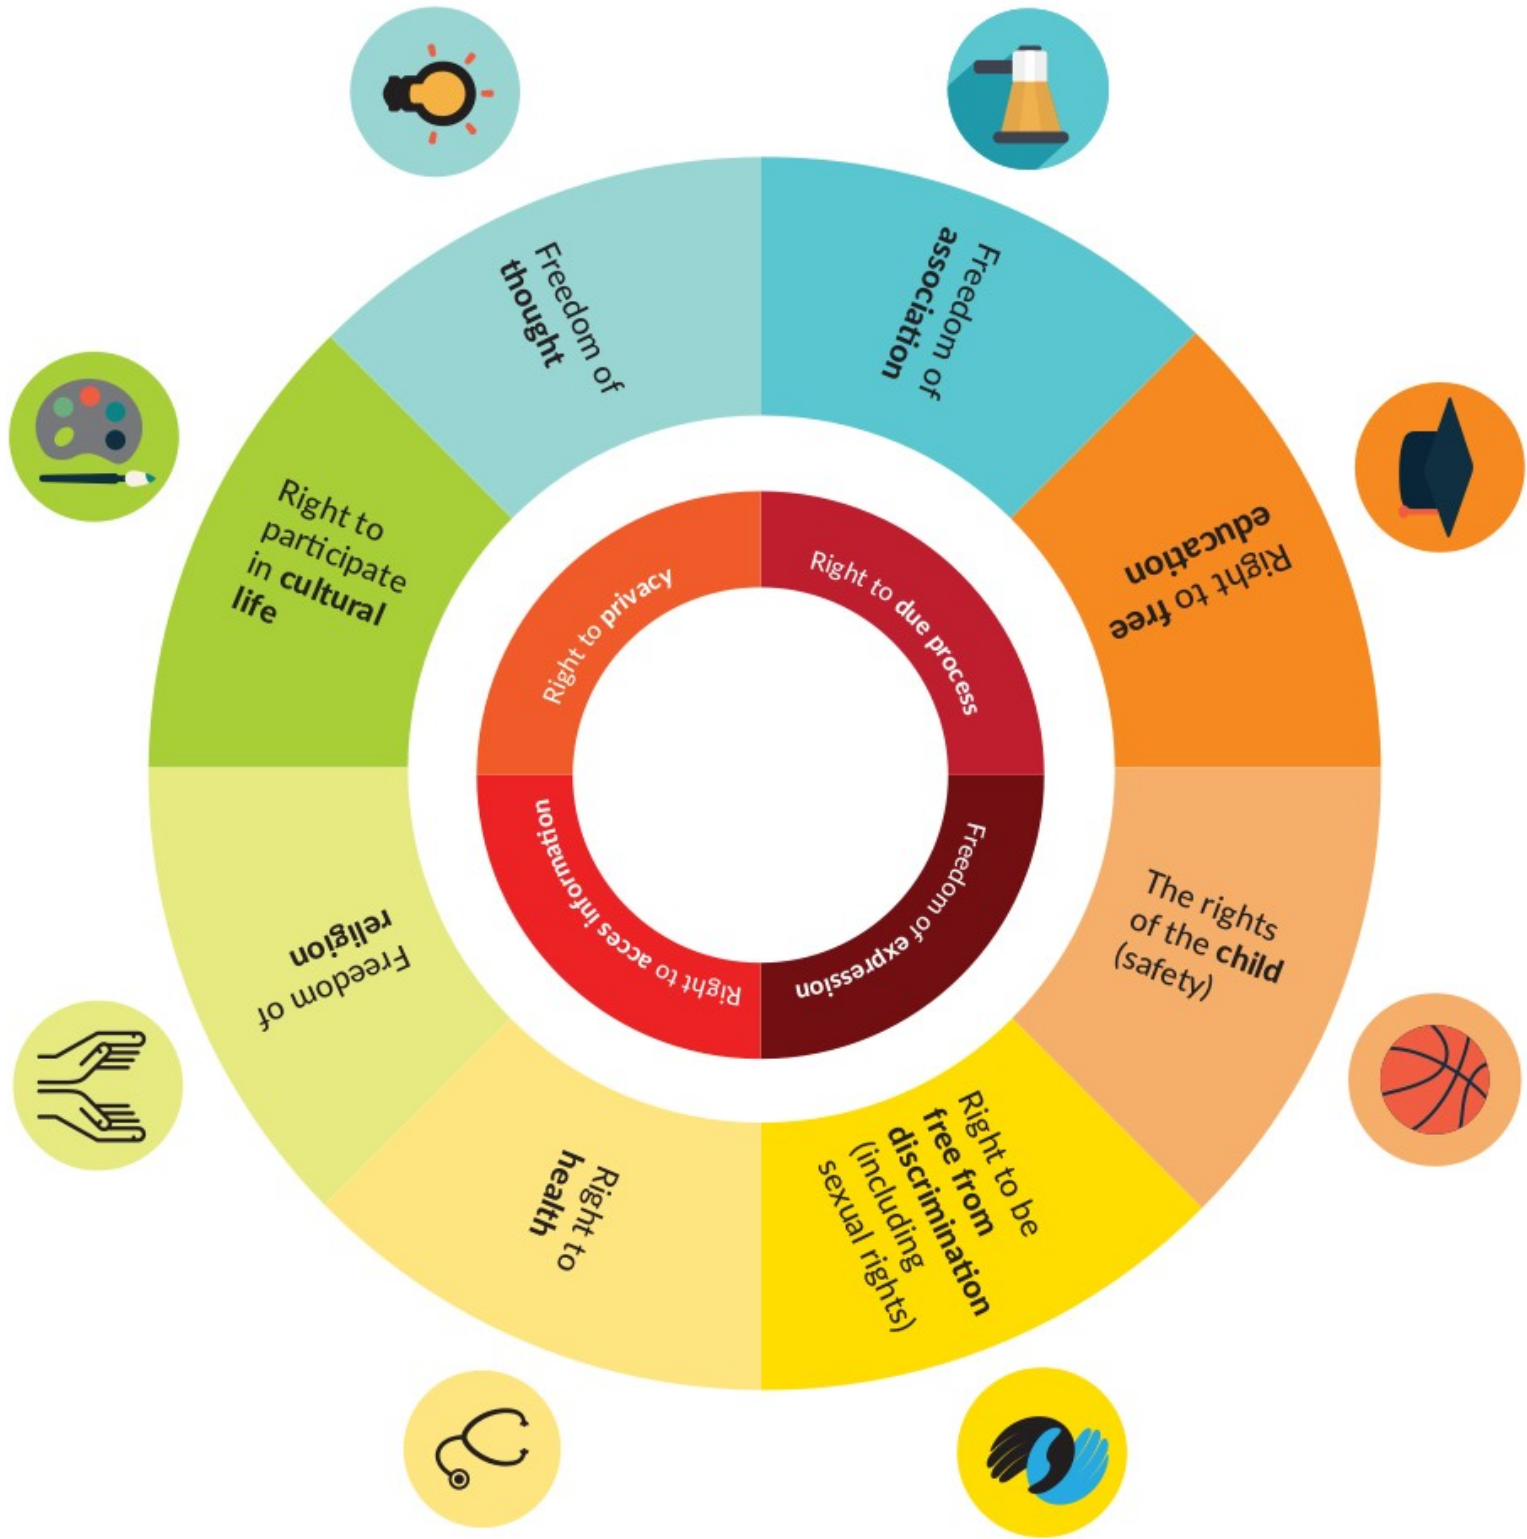 Freedom of
association
Right to free
education
The rights
of the child
(safety)
Right to be
free from
discrimination
(including
sexual rights)
Right to
health
Freedom of
religion
Right to
participate
in cultural
life
Freedom of
thought
Right to privacy
Right to due process
Freedom of expression
Right to acces information